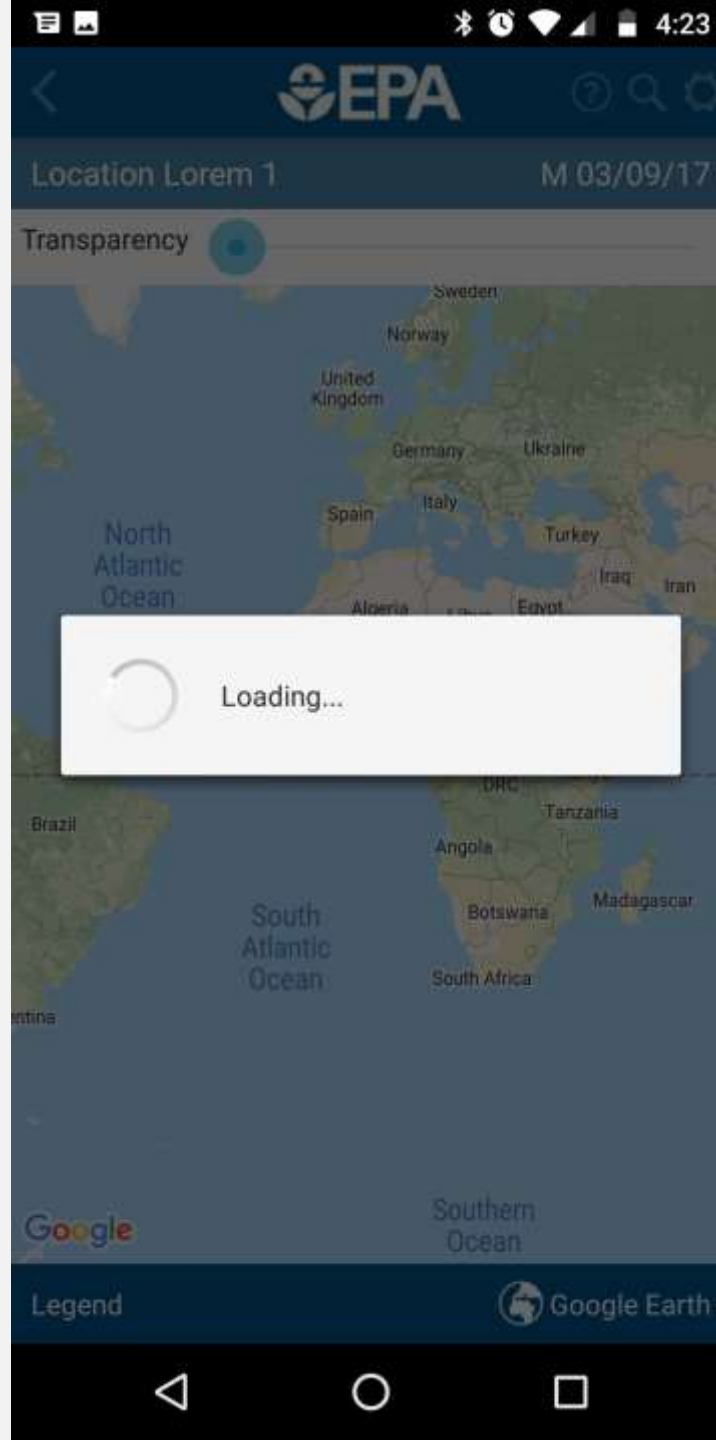 4:23
EPA
Location Lorem 1 M 03/09/17
Transparency
Sweden
Norway
United
Kingdom
Germany Ukraine
Spain Italy
Turkey
North
Atlantic
Ocean
Iraq Iran
Algeria Libya Egypt
Loading...
DRC
Tanzania
Brazil
Angola
Botswana Madagascar
South
Atlantic
Ocean
South Africa
entina
Southern
Ocean
Google
Legend Google Earth